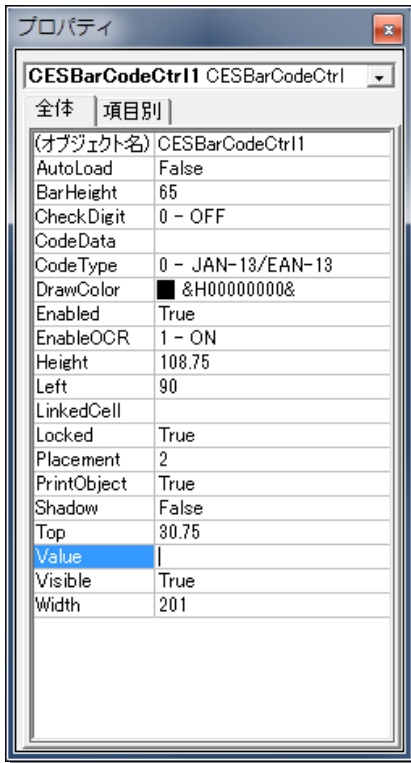 プロパティ
CESBarCodeCtrl1 CESBarCodeCtrl
全体 項目別
(オブジェクト名) CESBarCodeCtrl1
AutoLoad False
BarHeight 65
CheckDigit 0 - OFF
CodeData
CodeType 0 - JAN-13/EAN-13
DrawColor &H00000000&
Enabled True
EnableOCR 1 - ON
Height 108.75
Left 90
LinkedCell
Locked True
Placement 2
PrintObject True
Shadow False
Top 30.75
Value
Visible True
Width 201